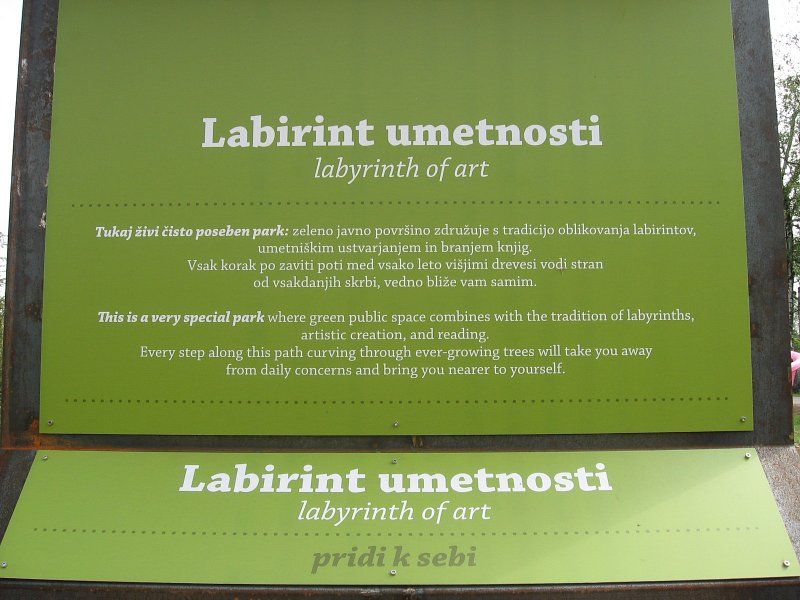 Labirint umetnosti
labyrinth of art
Tukaj živi čisto poseben park: zeleno javno površino združuje s tradicijo oblikovanja labirintov,
umetniškim ustvarjanjem in branjem knjig.
Vsak korak po zaviti poti med vsako leto višjimi drevesi vodi stran
od vsakdanjih skrbi, vedno bliže vam samim.
This is a very special park where green public space combines with the tradition of labyrinths,
artistic creation, and reading.
Every step along this path curving through ever-growing trees will take you away
from daily concerns and bring you nearer to yourself.
Labirint umetnosti
labyrinth of art
pridi k sebi